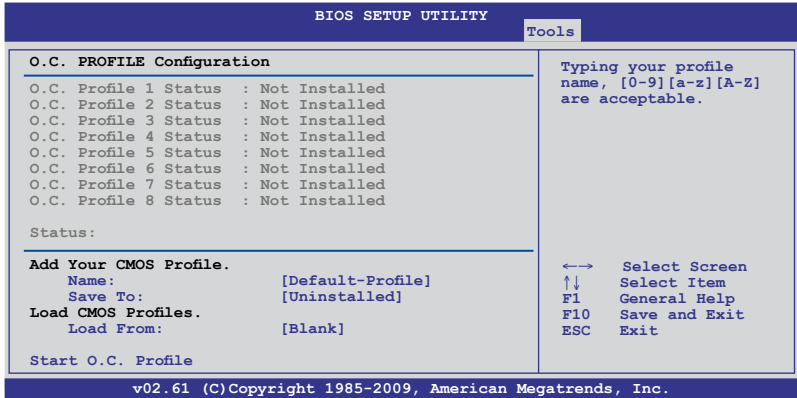 BIOS SETUP UTILITY
Tools
O.C. PROFILE Configuration
O.C. Profile 1 Status : Not Installed
O.C. Profile 2 Status : Not Installed
O.C. Profile 3 Status : Not Installed
O.C. Profile 4 Status : Not Installed
O.C. Profile 5 Status : Not Installed
O.C. Profile 6 Status : Not Installed
O.C. Profile 7 Status : Not Installed
O.C. Profile 8 Status : Not Installed
Status:
Add Your CMOS Profile.
Name: [Default-Profile]
Save To: [Uninstalled]
Load CMOS Profiles.
Load From: [Blank]
Start O.C. Profile
Typing your profile
name, [0-9][a-z][A-Z]
are acceptable.
←→ Select Screen
↑↓ Select Item
F1 General Help
F10 Save and Exit
ESC Exit
v02.61 (C)Copyright 1985-2009, American Megatrends, Inc.